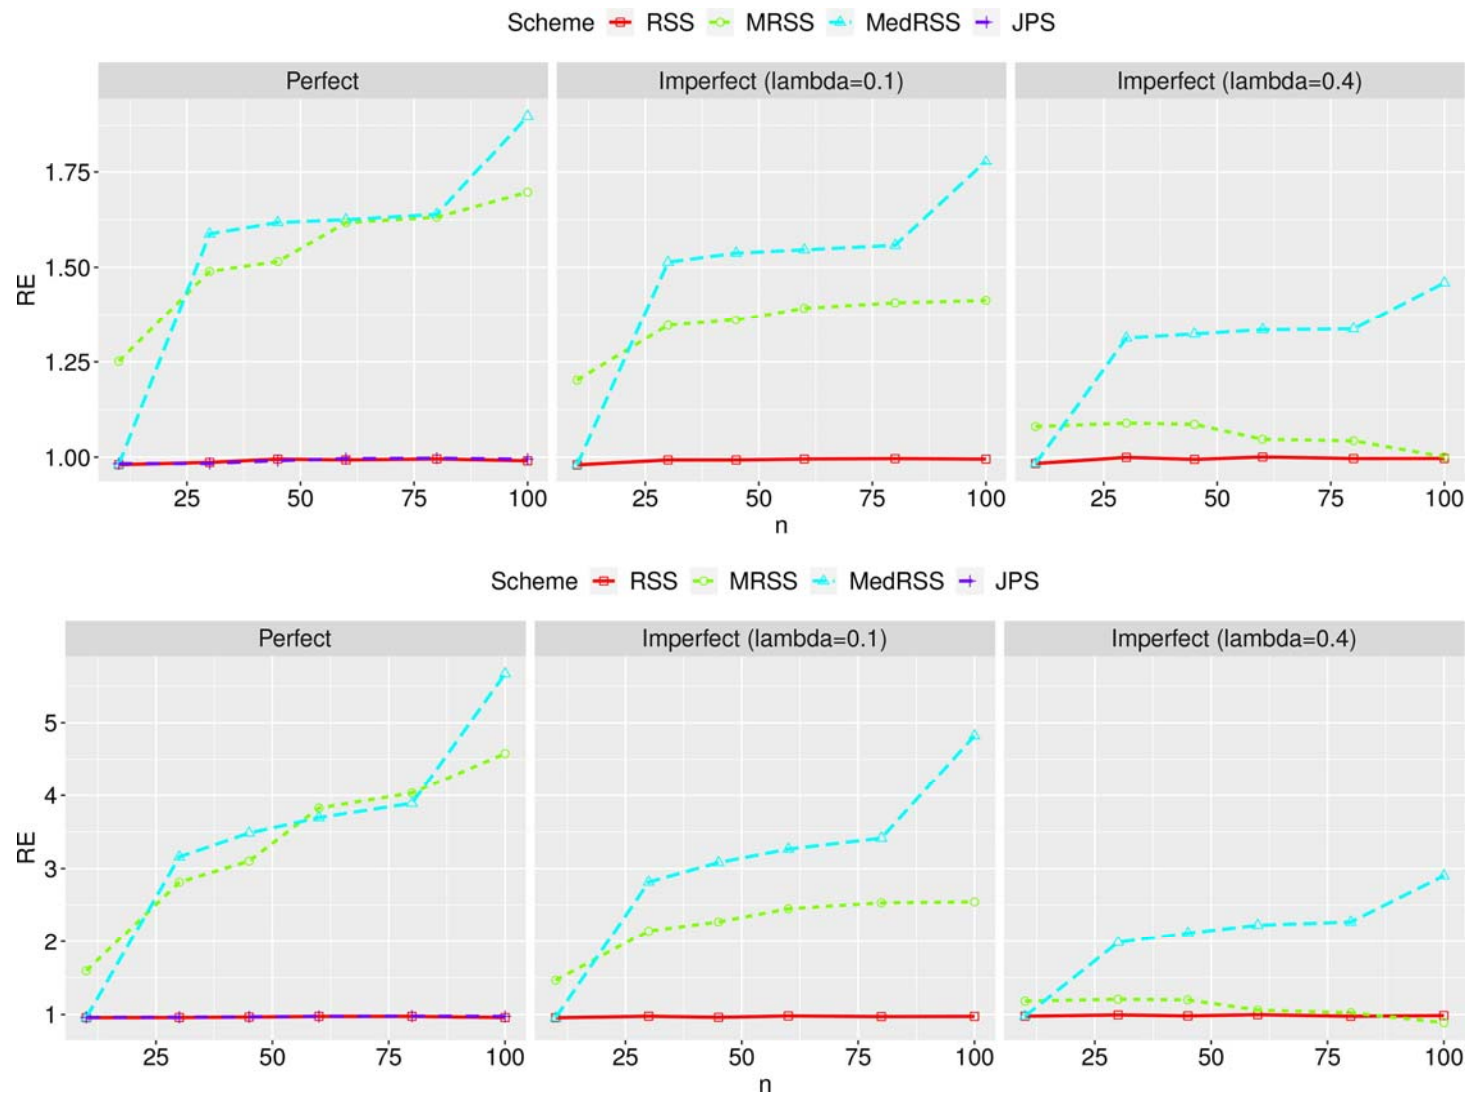 Scheme RSS MRSS MedRSS JPS
Perfect Imperfect (lambda=0.1) Imperfect (lambda=0.4)
1.75
1.50
1.25
1.00
RE
25 50 75 100 25 50 75 100 25 50 75 100
n
Scheme RSS MRSS MedRSS JPS
Perfect Imperfect (lambda=0.1) Imperfect (lambda=0.4)
5
4
3
2
1
RE
25 50 75 100 25 50 75 100 25 50 75 100
n